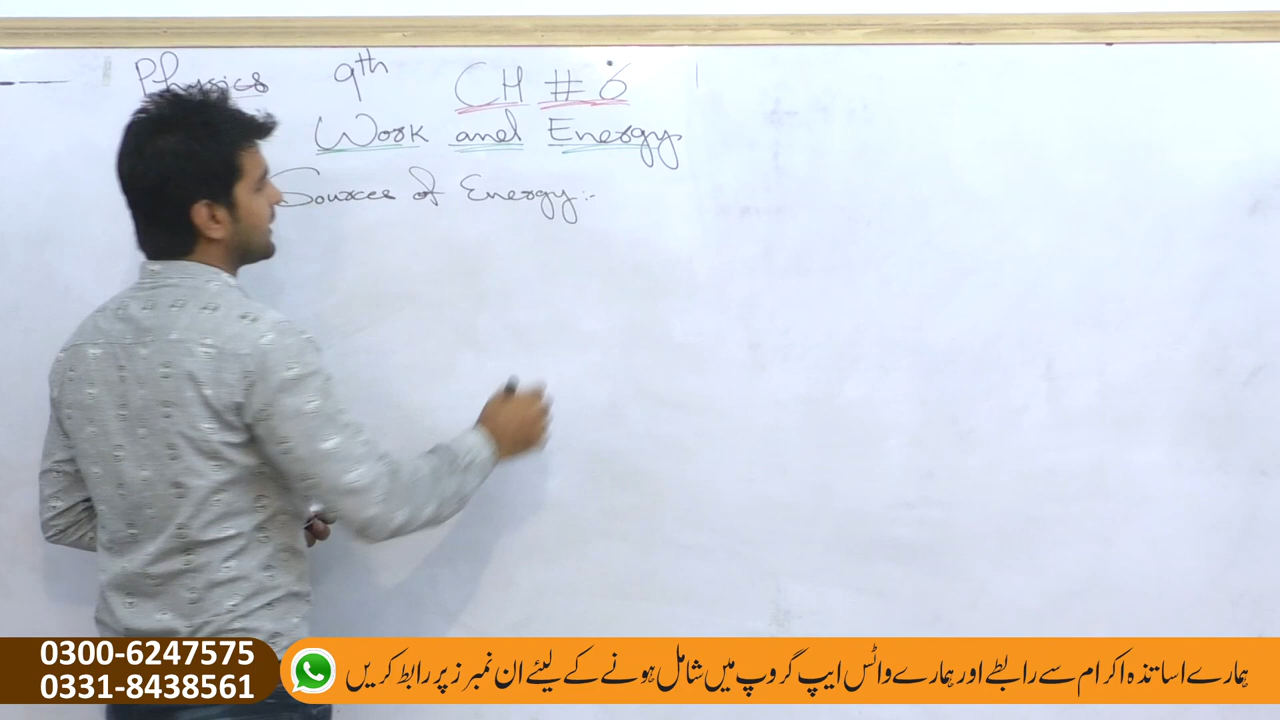 Physics 9th CH # 6
Work and Energy
Sources of Energy:-
0300-6247575
0331-8438561
ہمارے اساتذہ اکرام سے رابطے اور ہمارے واٹس ایپ گروپ میں شامل ہونے کے لیئے ان نمبرز پر رابط کریں